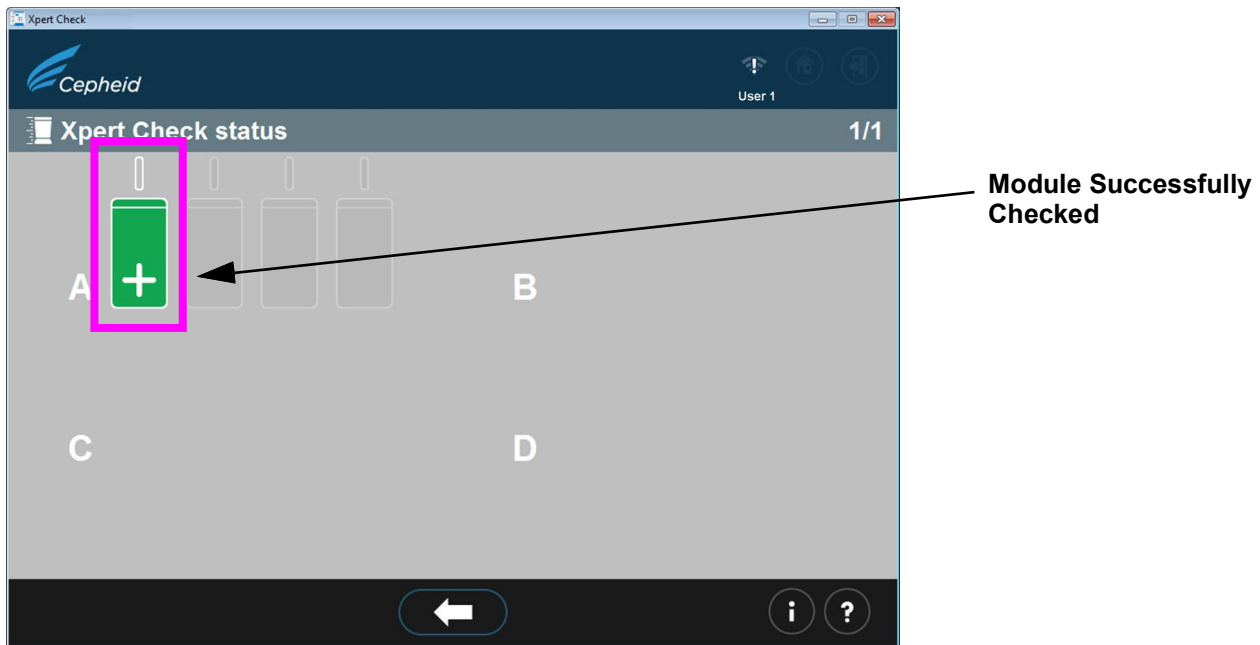 Xpert Check
Cepheid
User 1
Xpert Check status 1/1
Module Successfully
Checked
A B
C D
i ?